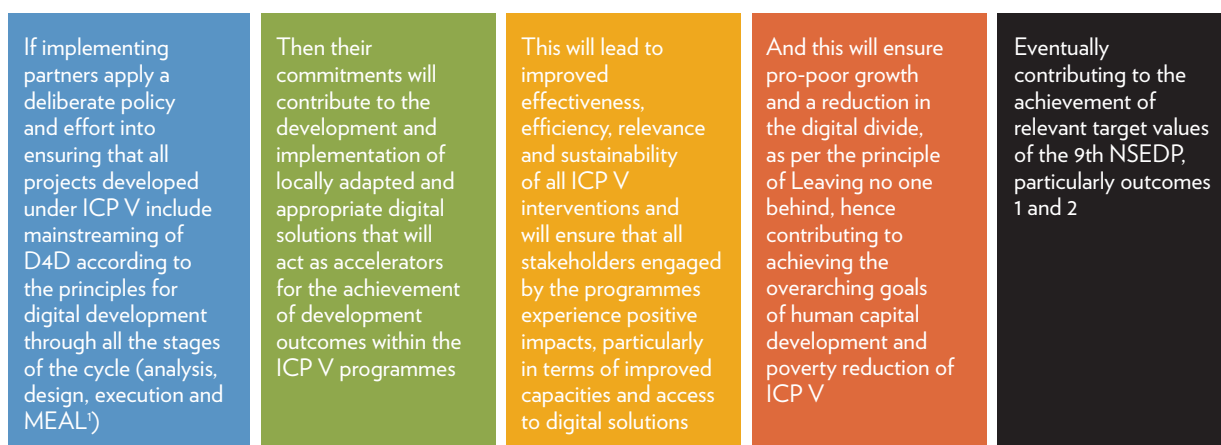 If implementing
partners apply a
deliberate policy
and effort into
ensuring that all
projects developed
under ICP V include
mainstreaming of
D4D according to
the principles for
digital development
through all the stages
of the cycle (analysis,
design, execution and
MEAL¹)
Then their
commitments will
contribute to the
development and
implementation of
locally adapted and
appropriate digital
solutions that will
act as accelerators
for the achievement
of development
outcomes within the
ICP V programmes
This will lead to
improved
effectiveness,
efficiency, relevance
and sustainability
of all ICP V
interventions and
will ensure that all
stakeholders engaged
by the programmes
experience positive
impacts, particularly
in terms of improved
capacities and access
to digital solutions
And this will ensure
pro-poor growth
and a reduction in
the digital divide,
as per the principle
of Leaving no one
behind, hence
contributing to
achieving the
overarching goals
of human capital
development and
poverty reduction of
ICP V
Eventually
contributing to the
achievement of
relevant target values
of the 9th NSEDP,
particularly outcomes
1 and 2